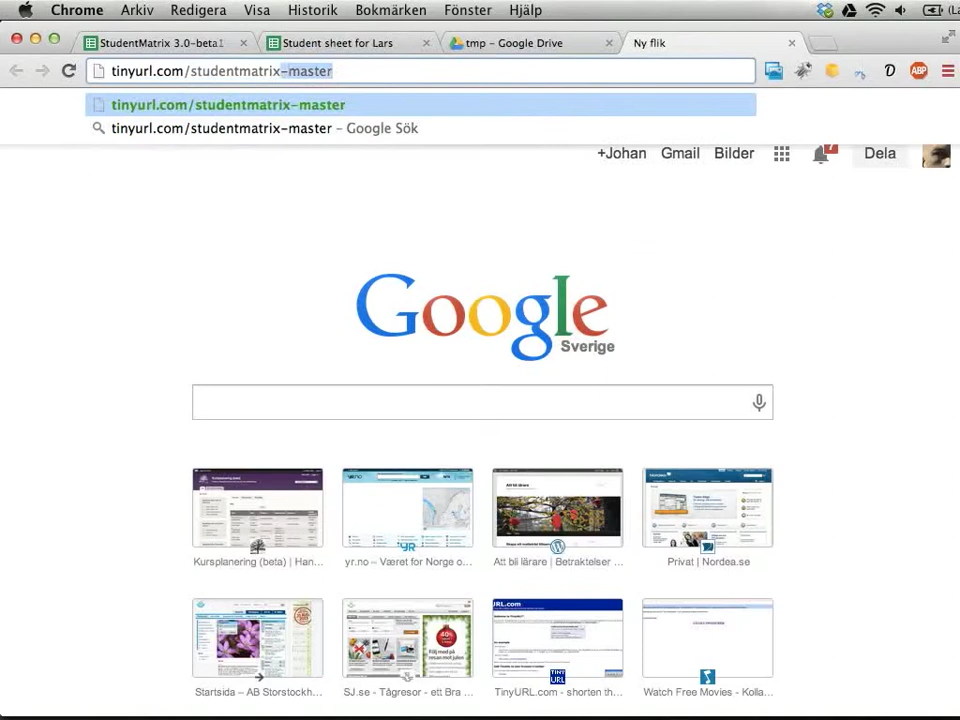 Chrome Arkiv Redigera Visa Historik Bokmärken Fönster Hjälp
StudentMatrix 3.0-beta1 Student sheet for Lars tmp – Google Drive Ny flik
tinyurl.com/studentmatrix-master
tinyurl.com/studentmatrix-master
tinyurl.com/studentmatrix-master – Google Sök
+Johan Gmail Bilder Dela
Google
Sverige
Kursplanering (beta) | Han... yr.no – Været for Norge o... Att bli lärare | Betraktelser ... Privat | Nordea.se
Startsida – AB Storstockh... SJ.se - Tågresor - ett Bra ... TinyURL.com - shorten th... Watch Free Movies - Kolla...